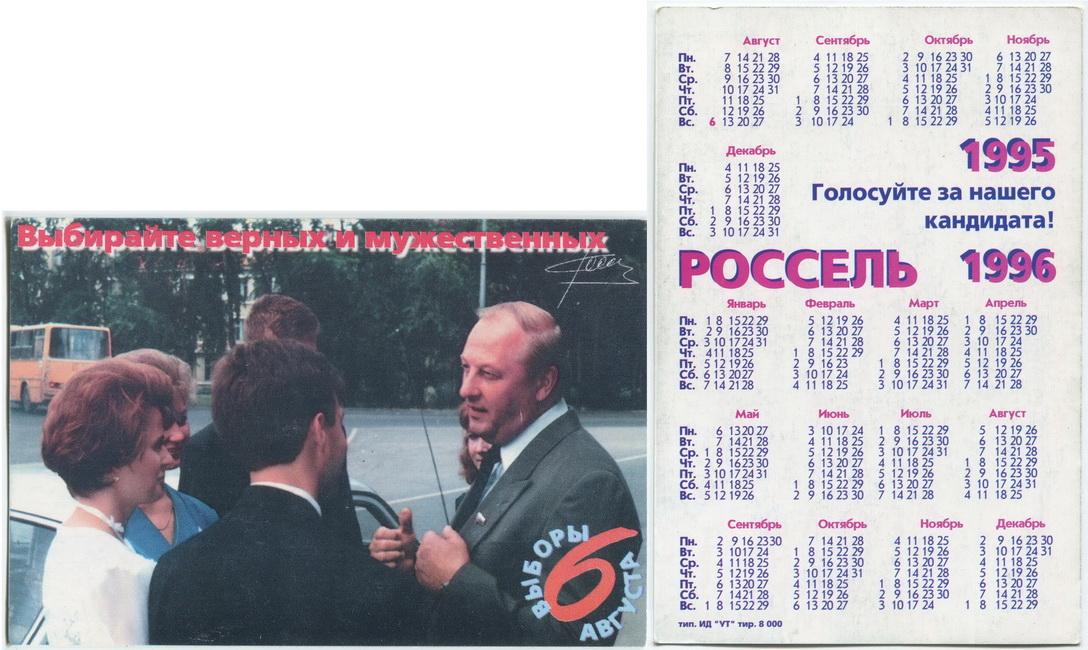 Выбирайте верных и мужественных
ВЫБОРЫ
6
АВГУСТА
Август Сентябрь Октябрь Ноябрь
Пн. 7 14 21 28 4 11 18 25 2 9 16 23 30 6 13 20 27
Вт. 8 15 22 29 5 12 19 26 3 10 17 24 31 7 14 21 28
Ср. 9 16 23 30 6 13 20 27 4 11 18 25 1 8 15 22 29
Чт. 10 17 24 31 7 14 21 28 5 12 19 26 2 9 16 23 30
Пт. 11 18 25 1 8 15 22 29 6 13 20 27 3 10 17 24
Сб. 12 19 26 2 9 16 23 30 7 14 21 28 4 11 18 25
Вс. 6 13 20 27 3 10 17 24 1 8 15 22 29 5 12 19 26
Декабрь
Пн. 4 11 18 25
Вт. 5 12 19 26
Ср. 6 13 20 27
Чт. 7 14 21 28
Пт. 1 8 15 22 29
Сб. 2 9 16 23 30
Вс. 3 10 17 24 31
1995
Голосуйте за нашего
кандидата!
РОССЕЛЬ 1996
Январь Февраль Март Апрель
Пн. 1 8 15 22 29 5 12 19 26 4 11 18 25 1 8 15 22 29
Вт. 2 9 16 23 30 6 13 20 27 5 12 19 26 2 9 16 23 30
Ср. 3 10 17 24 31 7 14 21 28 6 13 20 27 3 10 17 24
Чт. 4 11 18 25 1 8 15 22 29 7 14 21 28 4 11 18 25
Пт. 5 12 19 26 2 9 16 23 1 8 15 22 29 5 12 19 26
Сб. 6 13 20 27 3 10 17 24 2 9 16 23 30 6 13 20 27
Вс. 7 14 21 28 4 11 18 25 3 10 17 24 31 7 14 21 28
Май Июнь Июль Август
Пн. 6 13 20 27 3 10 17 24 1 8 15 22 29 5 12 19 26
Вт. 7 14 21 28 4 11 18 25 2 9 16 23 30 6 13 20 27
Ср. 1 8 15 22 29 5 12 19 26 3 10 17 24 31 7 14 21 28
Чт. 2 9 16 23 30 6 13 20 27 4 11 18 25 1 8 15 22 29
Пт. 3 10 17 24 31 7 14 21 28 5 12 19 26 2 9 16 23 30
Сб. 4 11 18 25 1 8 15 22 29 6 13 20 27 3 10 17 24 31
Вс. 5 12 19 26 2 9 16 23 30 7 14 21 28 4 11 18 25
Сентябрь Октябрь Ноябрь Декабрь
Пн. 2 9 16 23 30 7 14 21 28 4 11 18 25 2 9 16 23 30
Вт. 3 10 17 24 1 8 15 22 29 5 12 19 26 3 10 17 24 31
Ср. 4 11 18 25 2 9 16 23 30 6 13 20 27 4 11 18 25
Чт. 5 12 19 26 3 10 17 24 31 7 14 21 28 5 12 19 26
Пт. 6 13 20 27 4 11 18 25 1 8 15 22 29 6 13 20 27
Сб. 7 14 21 28 5 12 19 26 2 9 16 23 30 7 14 21 28
Вс. 1 8 15 22 29 6 13 20 27 3 10 17 24 1 8 15 22 29
тип. ИД "УТ" тир. 8 000